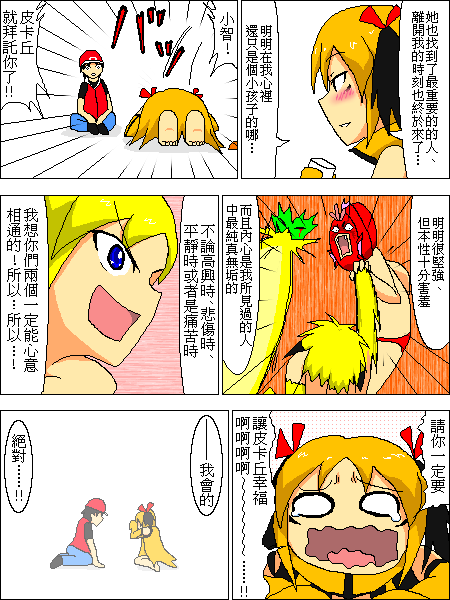 她也找到了最重要的的人、
離開我的時刻也終於來了…！
明明在我心裡
還只是個小孩子的哪…
小智！
皮卡丘
就拜託你了！！
明明很堅強、
但本性十分害羞
而且內心是我所見過的人
中最純真無垢的
不論高興時、悲傷時、
平靜時或者是痛苦時
我想你們兩個一定能心意
相通的！所以！所以…！
請你一定要
讓皮卡丘幸福
啊啊啊啊——……!!
——我會的
絕對……!!